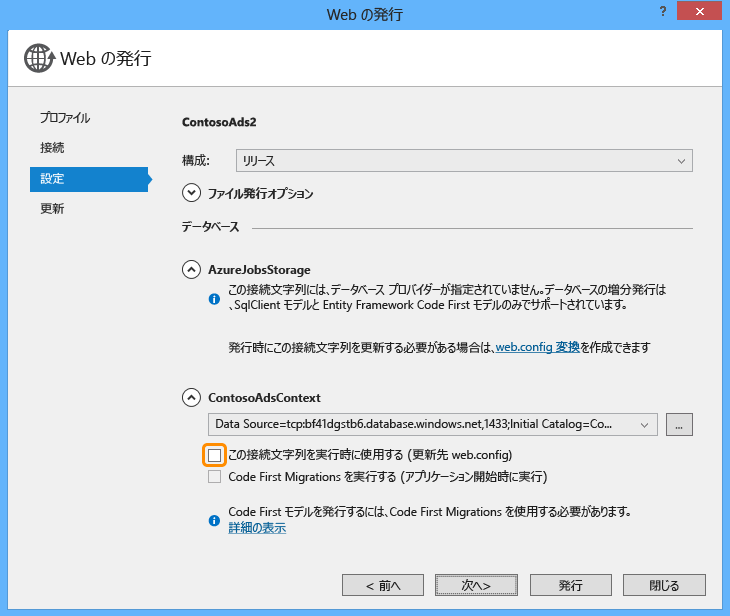 Web の発行
?
Web の発行
プロファイル
接続
設定
更新
ContosoAds2
構成: リリース
ファイル発行オプション
データベース
AzureJobsStorage
この接続文字列には、データベース プロバイダーが指定されていません。データベースの増分発行は
、SqlClient モデルと Entity Framework Code First モデルのみでサポートされています。
発行時にこの接続文字列を更新する必要がある場合は、web.config 変換を作成できます
ContosoAdsContext
Data Source=tcp:bf41dgstb6.database.windows.net,1433;Initial Catalog=Co...
...
この接続文字列を実行時に使用する (更新先 web.config)
Code First Migrations を実行する (アプリケーション開始時に実行)
Code First モデルを発行するには、Code First Migrations を使用する必要があります。
詳細の表示
< 前へ
次へ>
発行
閉じる